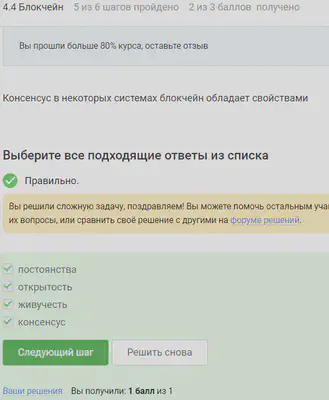 4.4 Блокчейн 5 из 6 шагов пройдено 2 из 3 баллов получено
Вы прошли больше 80% курса, оставьте отзыв
Консенсус в некоторых системах блокчейн обладает свойствами
Выберите все подходящие ответы из списка
Правильно.
Вы решили сложную задачу, поздравляем! Вы можете помочь остальным
их вопросы, или сравнить своё решение с другими на форуме решений.
постоянства
открытость
живучесть
консенсус
Следующий шаг Решить снова
Ваши решения Вы получили: 1 балл из 1